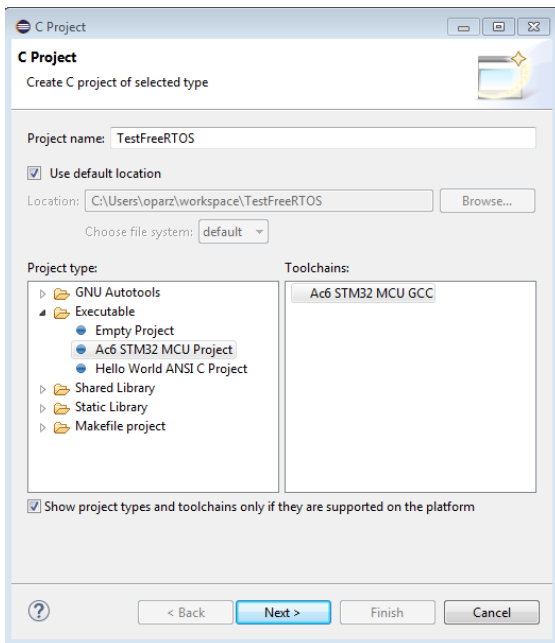 C Project
C Project
Create C project of selected type
Project name: TestFreeRTOS
Use default location
Location: C:\Users\oparz\workspace\TestFreeRTOS Browse...
Choose file system: default
Project type: Toolchains:
GNU Autotools Ac6 STM32 MCU GCC
Executable
Empty Project
Ac6 STM32 MCU Project
Hello World ANSI C Project
Shared Library
Static Library
Makefile project
Show project types and toolchains only if they are supported on the platform
? < Back Next > Finish Cancel